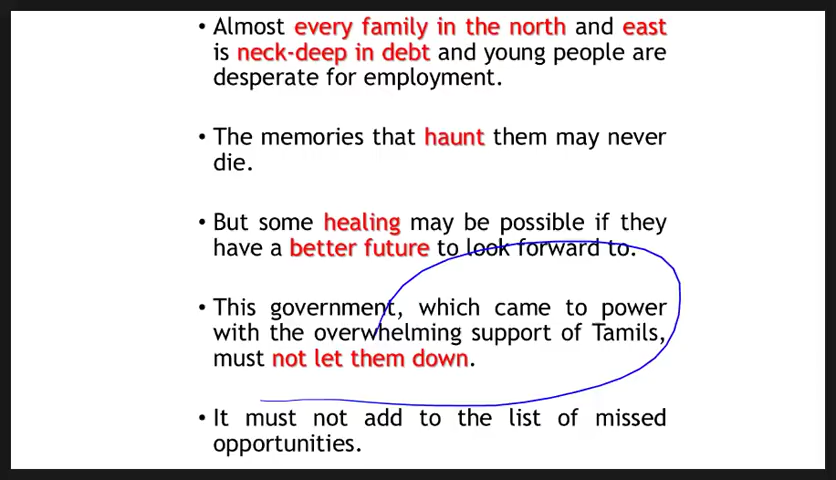 • Almost every family in the north and east
is neck-deep in debt and young people are
desperate for employment.
• The memories that haunt them may never
die.
• But some healing may be possible if they
have a better future to look forward to.
• This government, which came to power
with the overwhelming support of Tamils,
must not let them down.
• It must not add to the list of missed
opportunities.